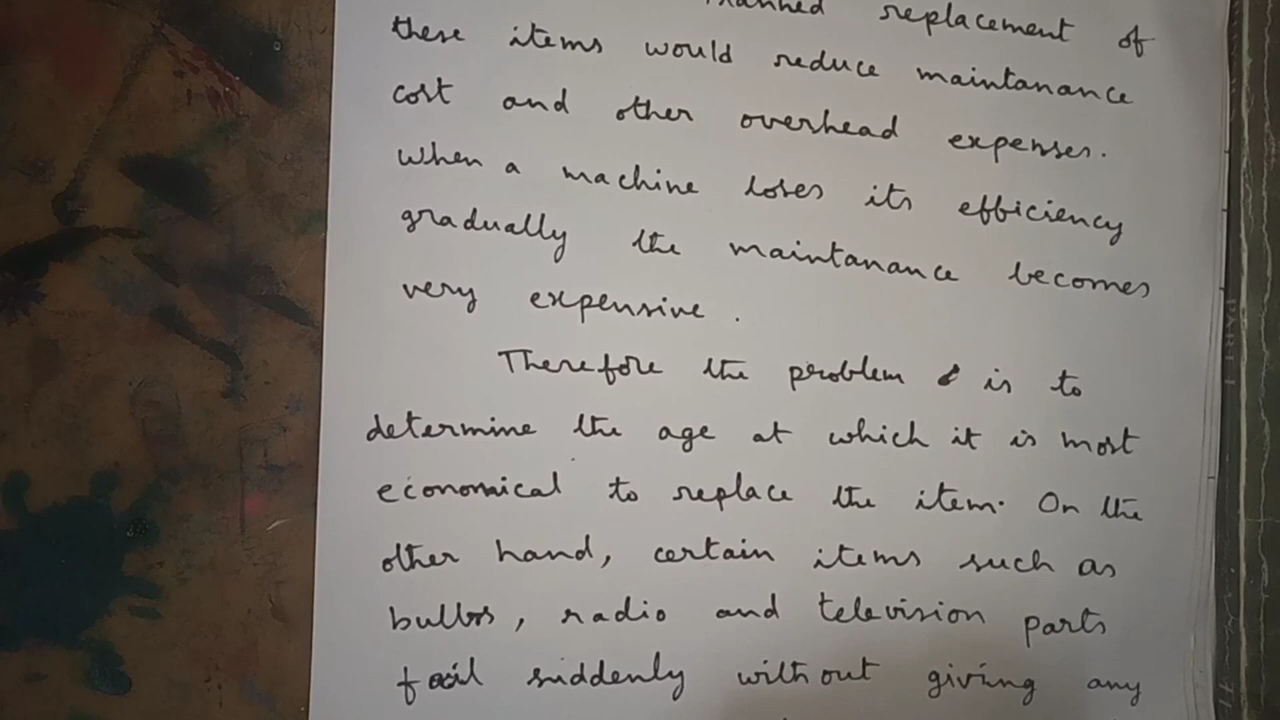 Planned replacement of
these items would reduce maintanance
cost and other overhead expenses.
when a machine loses its efficiency
gradually the maintanance becomes
very expensive.
Therefore the problem is to
determine the age at which it is most
economical to replace the item. On the
other hand, certain items such as
bulbs, radio and television parts
fail suddenly without giving any